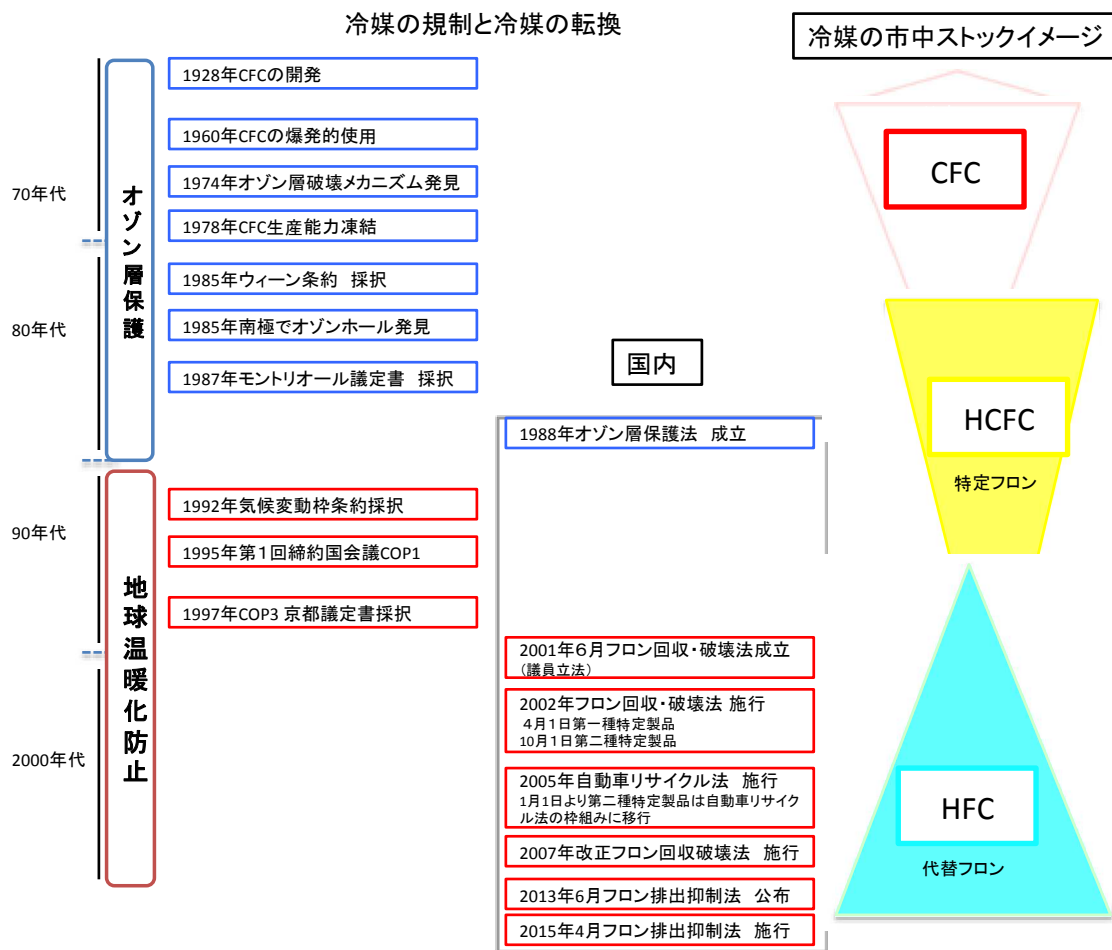 冷媒の規制と冷媒の転換
冷媒の市中ストックイメージ
70年代
80年代
90年代
2000年代
オゾン層保護
地球温暖化防止
1928年CFCの開発
1960年CFCの爆発的使用
1974年オゾン層破壊メカニズム発見
1978年CFC生産能力凍結
1985年ウィーン条約 採択
1985年南極でオゾンホール発見
1987年モントリオール議定書 採択
1992年気候変動枠条約採択
1995年第1回締約国会議COP1
1997年COP3 京都議定書採択
国内
1988年オゾン層保護法 成立
2001年6月フロン回収・破壊法成立
(議員立法)
2002年フロン回収・破壊法 施行
4月1日第一種特定製品
10月1日第二種特定製品
2005年自動車リサイクル法 施行
1月1日より第二種特定製品は自動車リサイク
ル法の枠組みに移行
2007年改正フロン回収破壊法 施行
2013年6月フロン排出抑制法 公布
2015年4月フロン排出抑制法 施行
CFC
HCFC
特定フロン
HFC
代替フロン